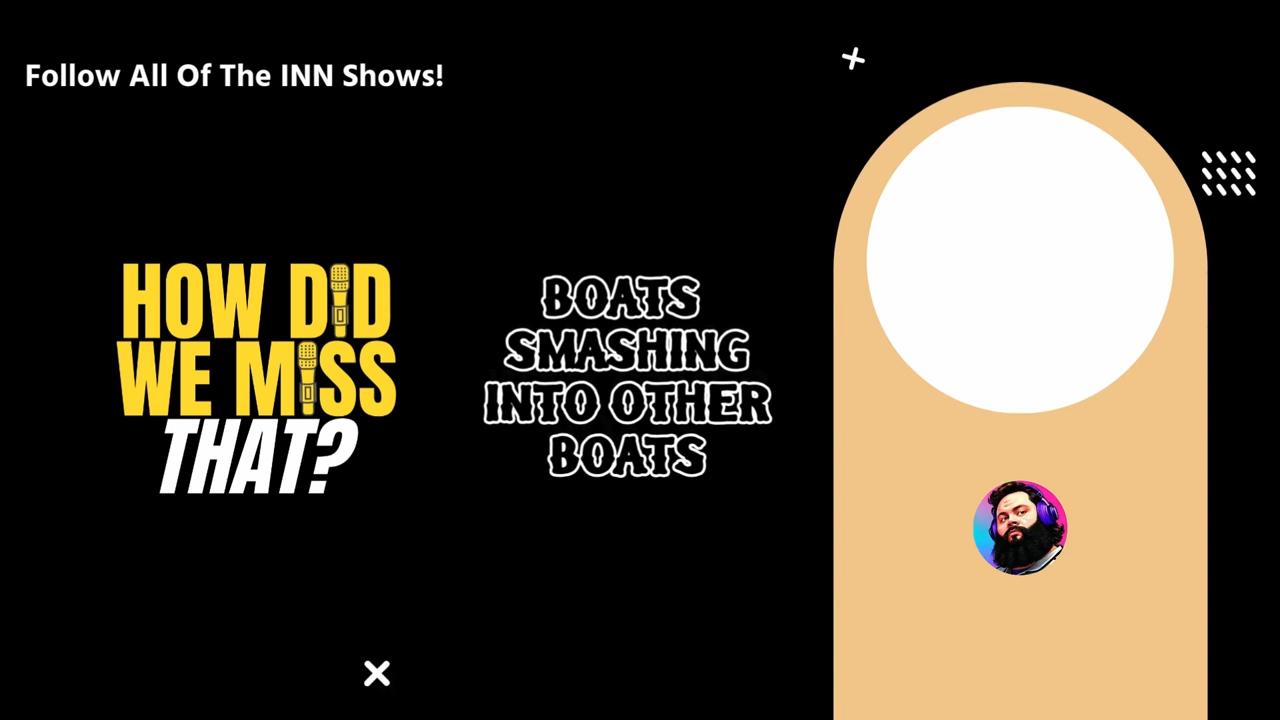 Follow All Of The INN Shows!
HOW DID
WE MISS
THAT?
BOATS
SMASHING
INTO OTHER
BOATS